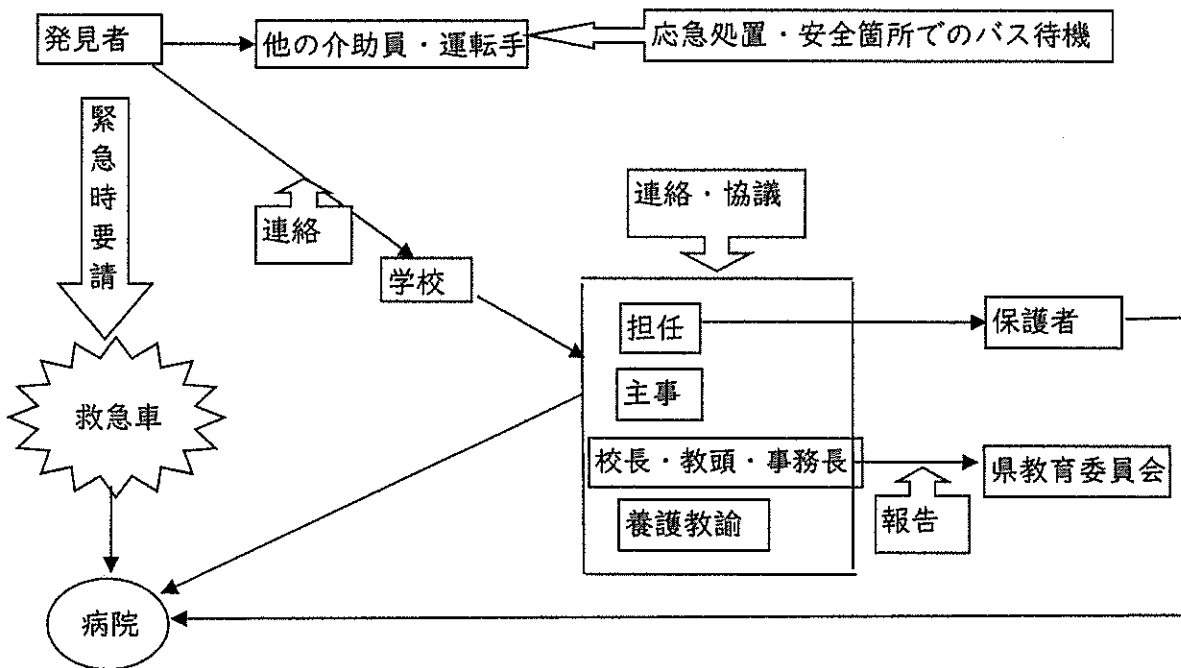 発見者
他の介助員・運転手
応急処置・安全箇所でのバス待機
緊急時要請
連絡
学校
連絡・協議
担任
主事
校長・教頭・事務長
養護教諭
保護者
県教育委員会
報告
救急車
病院